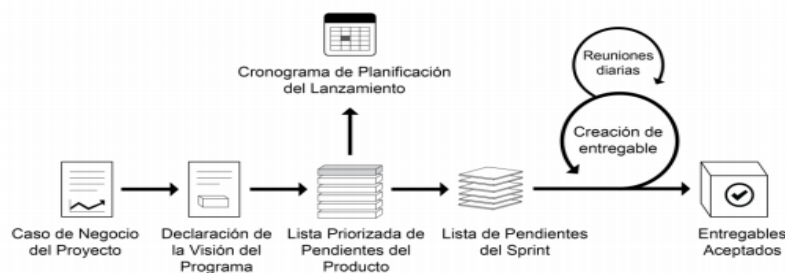 Cronograma de Planificación
del Lanzamiento
Reuniones
diarias
Creación de
entregable
Caso de Negocio
del Proyecto
Declaración de
la Visión del
Programa
Lista Priorizada de
Pendientes del
Producto
Lista de Pendientes
del Sprint
Entregables
Aceptados